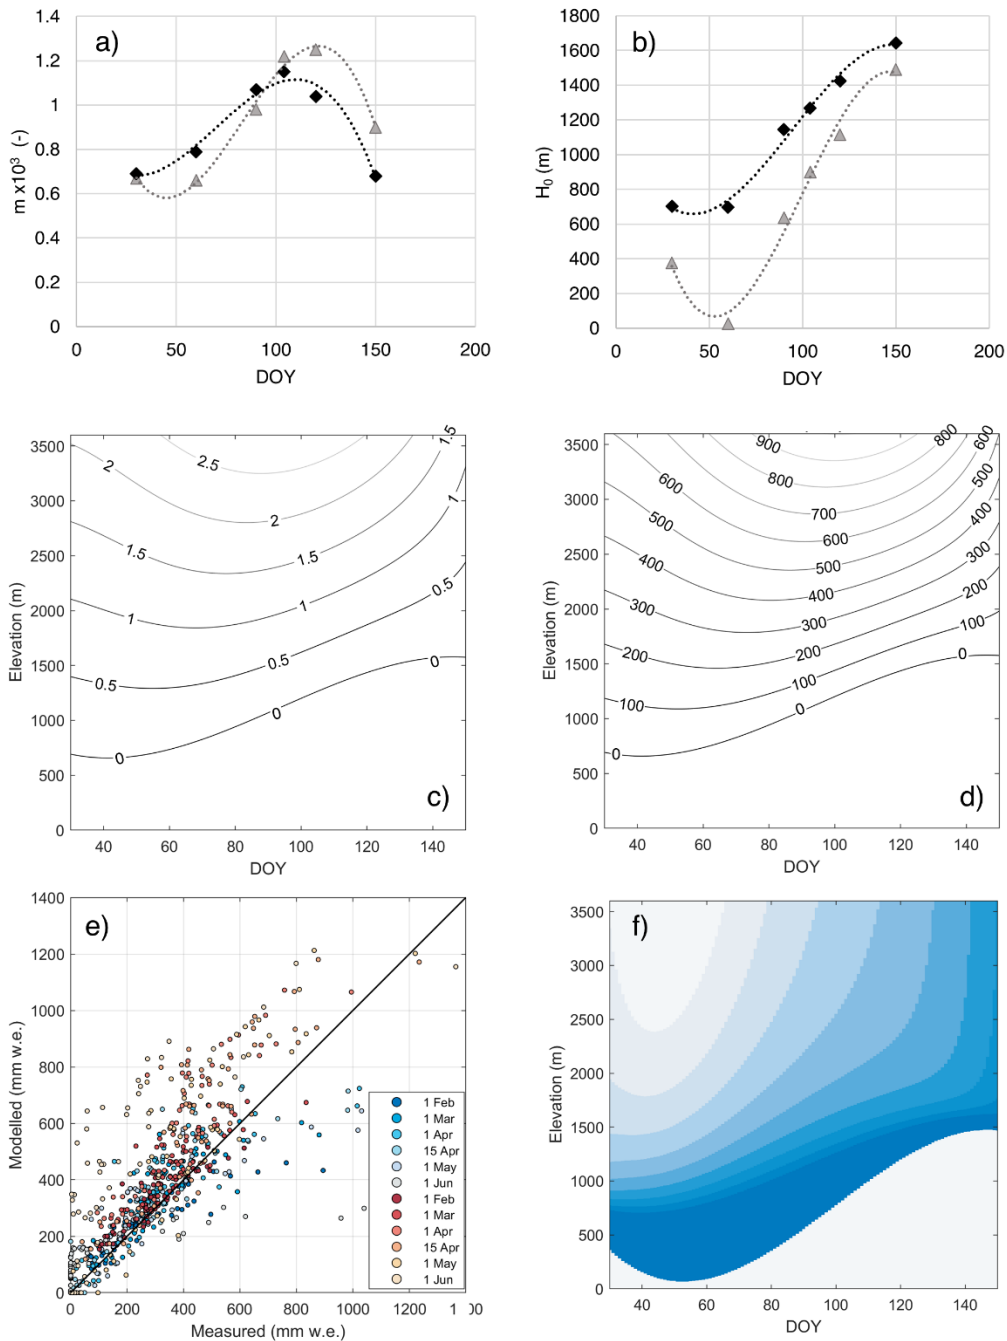 a)
1.4
1.2
1
0.8
0.6
0.4
0.2
0
m x10³ (-)
0 50 100 150 200
DOY
b)
1800
1600
1400
1200
1000
800
600
400
200
0
H₀ (m)
0 50 100 150 200
DOY
3500
3000
2500
2000
1500
1000
500
0
Elevation (m)
2.5
1.5
2
2
1
1.5
1.5
1
1
0.5
0.5
0.5
0
0
0
c)
40 60 80 100 120 140
DOY
3500
3000
2500
2000
1500
1000
500
0
Elevation (m)
900
800
600
800
600
500
700
500
600
400
400
500
300
300
400
200
200
300
100
100
200
0
100
0
0
d)
40 60 80 100 120 140
DOY
e)
1400
1200
1000
800
600
400
200
0
Modelled (mm w.e.)
1 Feb
1 Mar
1 Apr
15 Apr
1 May
1 Jun
1 Feb
1 Mar
1 Apr
15 Apr
1 May
1 Jun
0 200 400 600 800 1000 1200
Measured (mm w.e.)
f)
3500
3000
2500
2000
1500
1000
500
0
Elevation (m)
40 60 80 100 120 140
DOY